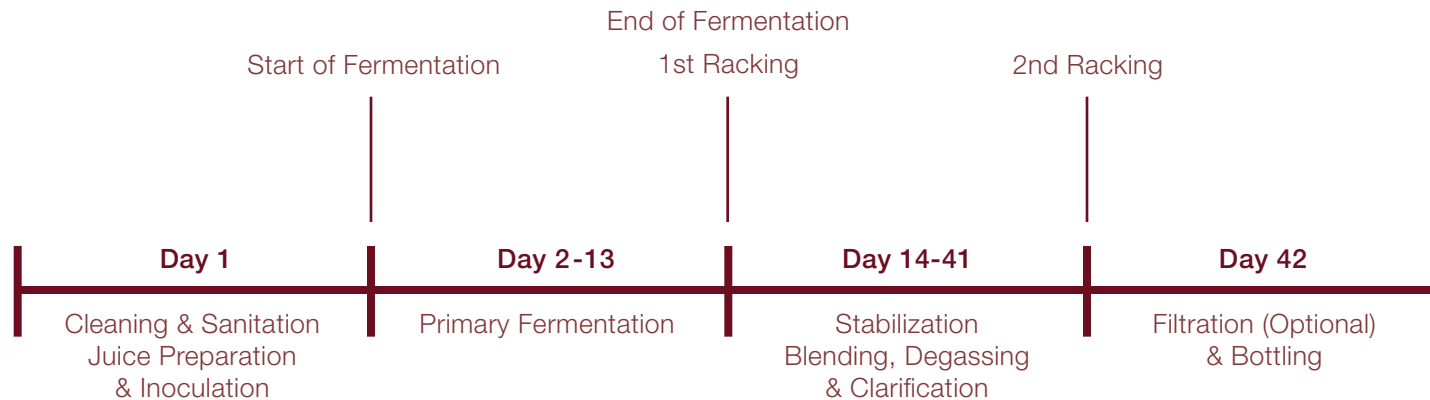 End of Fermentation
Start of Fermentation
1st Racking
2nd Racking
Day 1
Day 2-13
Day 14-41
Day 42
Cleaning & Sanitation
Juice Preparation
& Inoculation
Primary Fermentation
Stabilization
Blending, Degassing
& Clarification
Filtration (Optional)
& Bottling